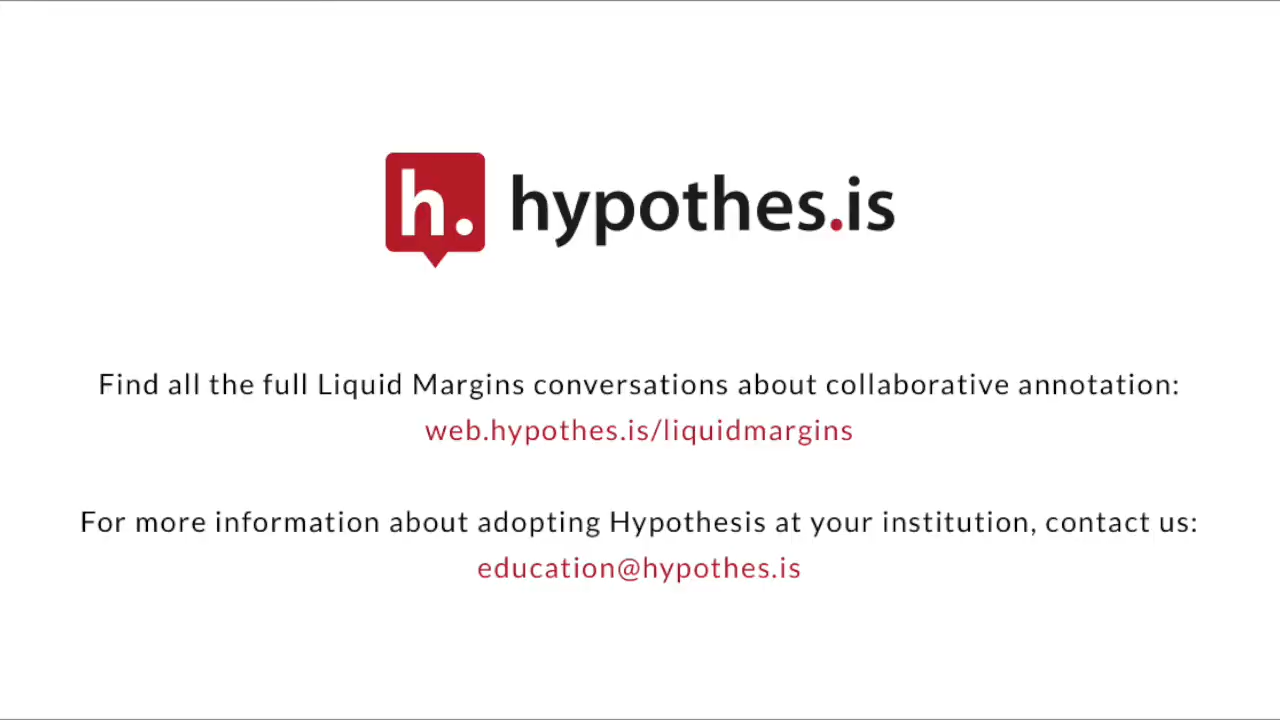 h. hypothes.is
Find all the full Liquid Margins conversations about collaborative annotation:
web.hypothes.is/liquidmargins
For more information about adopting Hypothesis at your institution, contact us:
education@hypothes.is